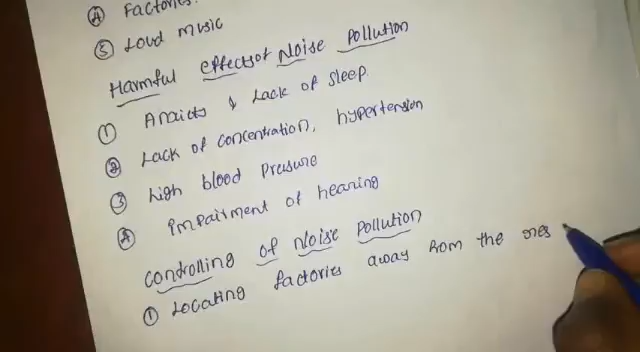 ④ Factories.
⑤ Loud music
Harmful effects of Noise Pollution
① Anxiety & Lack of sleep.
② Lack of concentration, hypertension
③ high blood Pressure
④ impairment of hearing
Controlling of Noise Pollution
① Locating factories away from the